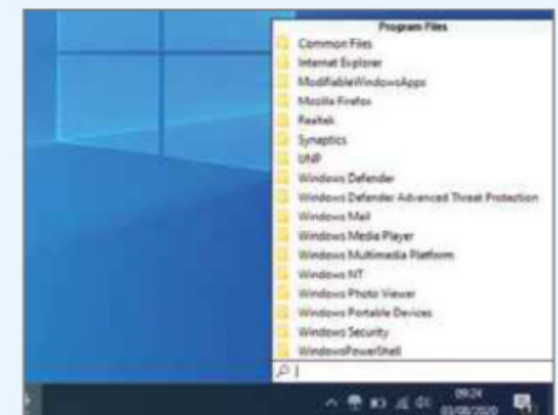 Program Files
Common Files
Internet Explorer
ModifiableWindowsApps
Mozilla Firefox
Realtek
Synaptics
UNP
Windows Defender
Windows Defender Advanced Threat Protection
Windows Mail
Windows Media Player
Windows Multimedia Platform
Windows NT
Windows Photo Viewer
Windows Portable Devices
Windows Security
WindowsPowerShell
09:24